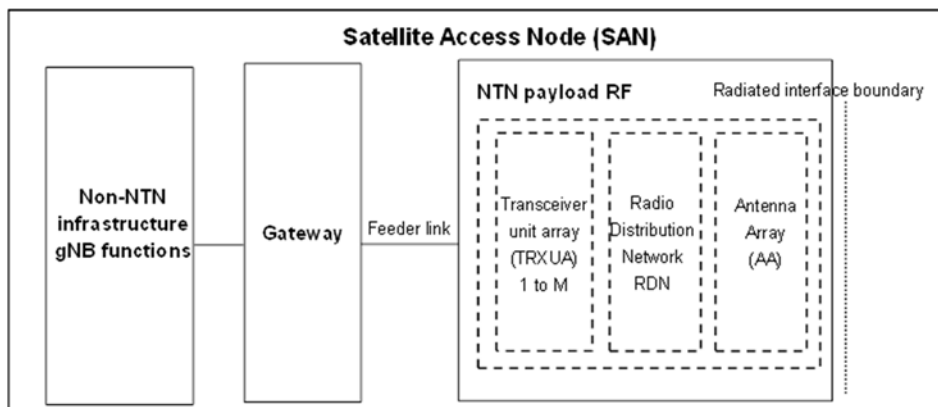 Satellite Access Node (SAN)
Non-NTN
infrastructure
gNB functions
Gateway
Feeder link
NTN payload RF
Transceiver
unit array
(TRXUA)
1 to M
Radio
Distribution
Network
RDN
Antenna
Array
(AA)
Radiated interface boundary